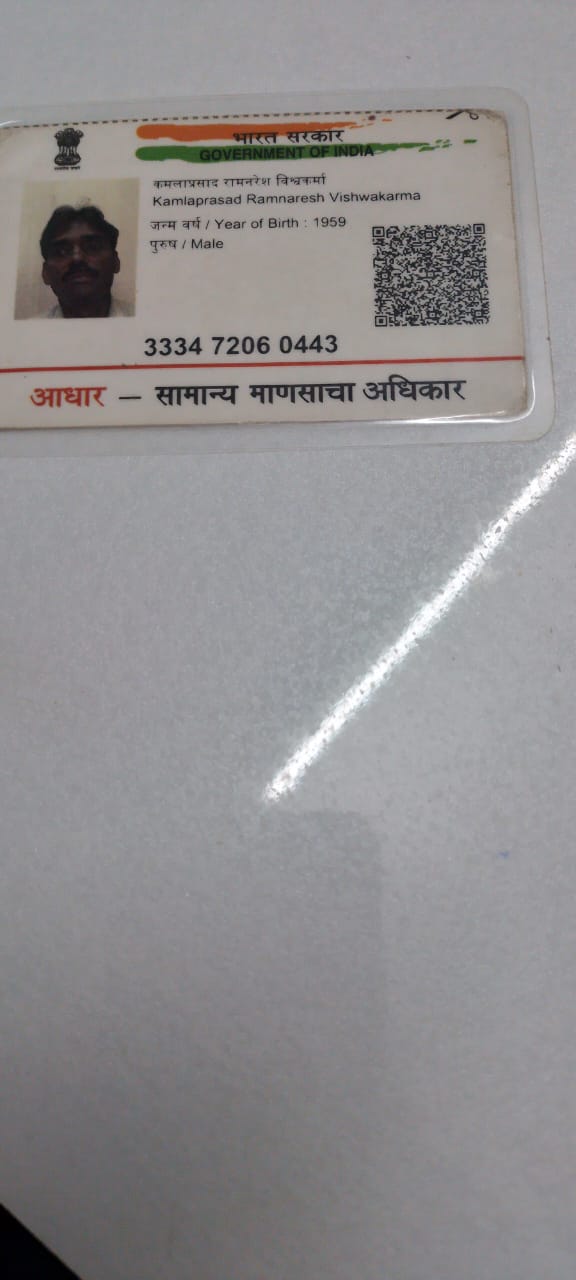 भारत सरकार
GOVERNMENT OF INDIA
कमलाप्रसाद रामनरेश विश्वकर्मा
Kamlaprasad Ramnaresh Vishwakarma
जन्म वर्ष / Year of Birth : 1959
पुरुष / Male
3334 7206 0443
आधार — सामान्य माणसाचा अधिकार